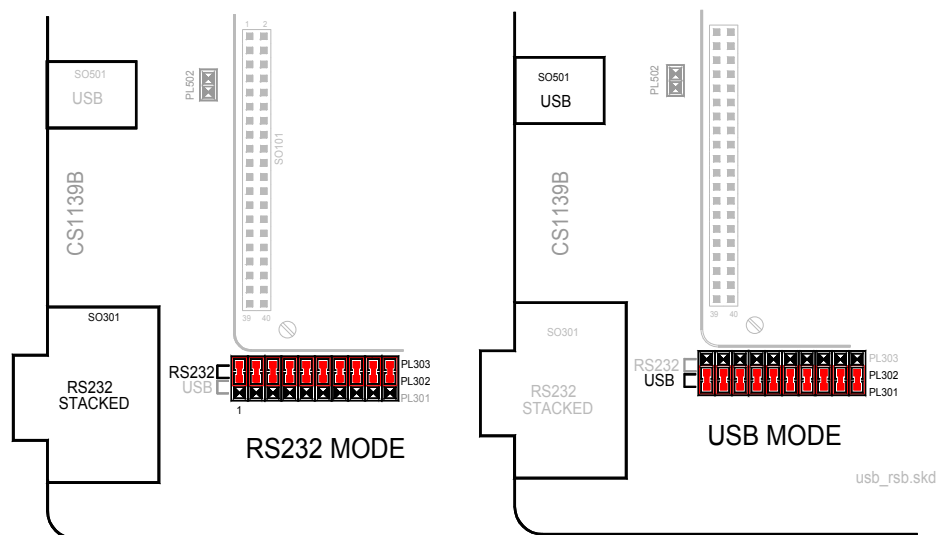 1 2
SO501
USB
PL502
SO101
CS1139B
39 40
SO301
RS232
STACKED
RS232
USB
PL303
PL302
PL301
1
RS232 MODE
SO501
USB
PL502
CS1139B
39 40
SO301
RS232
STACKED
RS232
USB
PL303
PL302
PL301
USB MODE
usb_rsb.skd